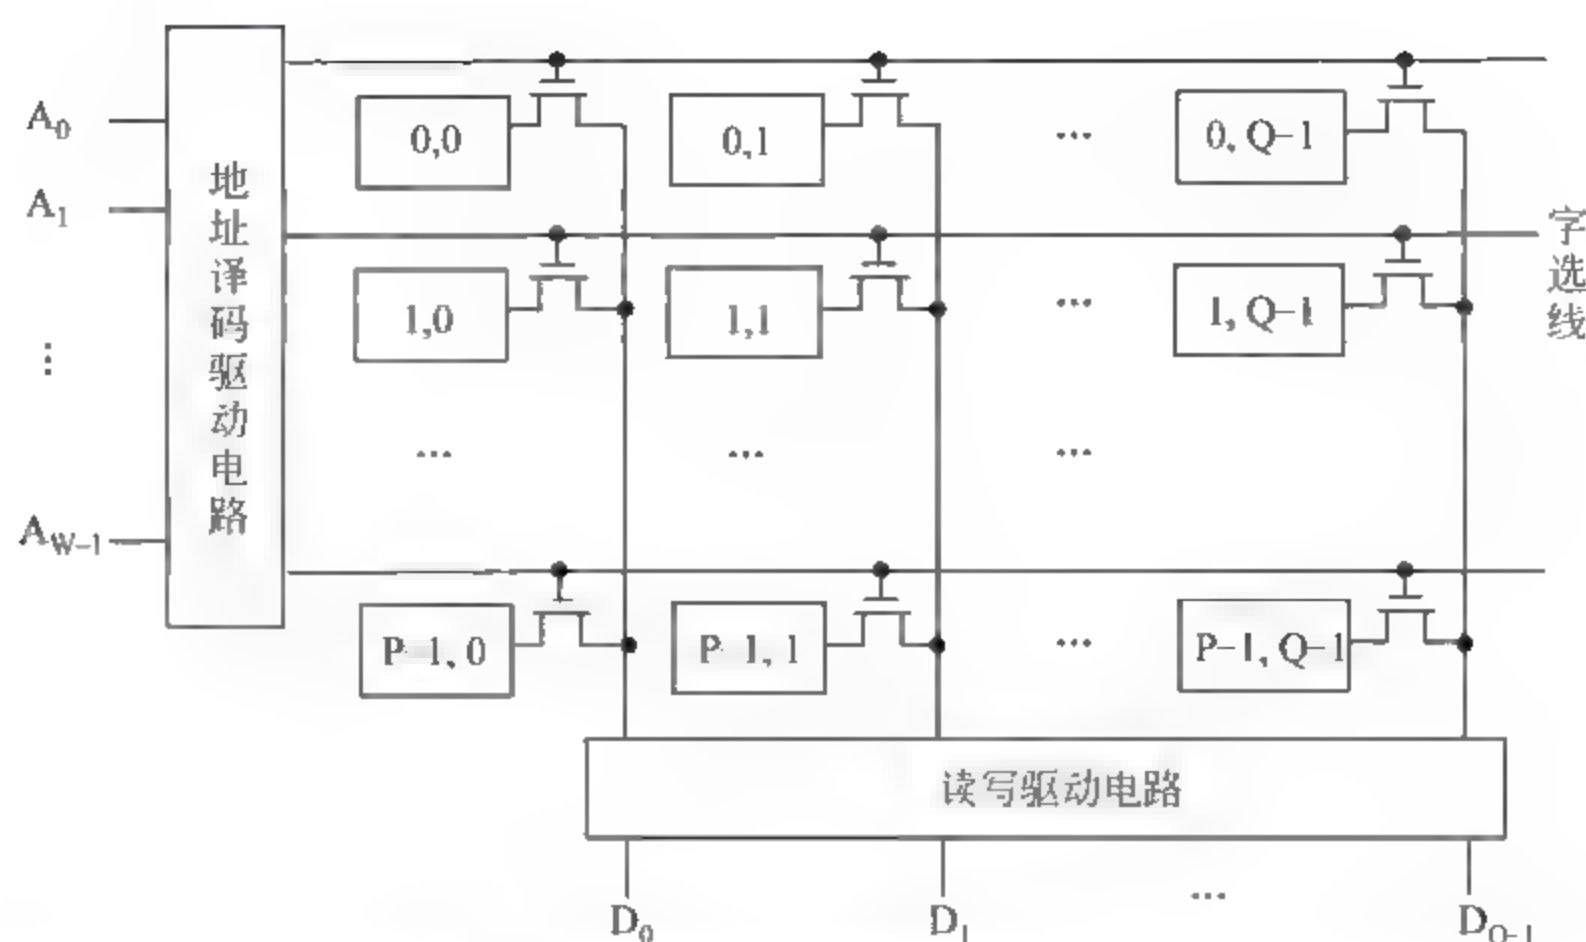 A₀
A₁
⋮
A_W-1
地址译码驱动电路
0,0
0,1
...
0, Q-1
1,0
1,1
...
1, Q-1
字选线
...
...
...
P-1, 0
P-1, 1
...
P-1, Q-1
读写驱动电路
D₀
D₁
...
D_Q-1